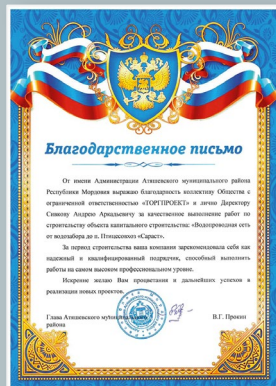 Благодарственное письмо
От имени Администрации Атяшевского муниципального района
Республики Мордовия выражаю благодарность коллективу Общества с
ограниченной ответственностью «ТОРГПРОЕКТ» и лично Директору
Сивкову Андрею Аркадьевичу за качественное выполнение работ по
строительству объекта капитального строительства: «Водопроводная сеть
от водозабора до п. Птицесовхоз «Сараст».
За период строительства ваша компания зарекомендовала себя как
надежный и квалифицированный подрядчик, способный выполнить
работы на самом высоком профессиональном уровне.
Искренне желаю Вам процветания и дальнейших успехов в
реализации новых проектов.
Глава Атяшевского муниципального
района
В.Г. Прокин